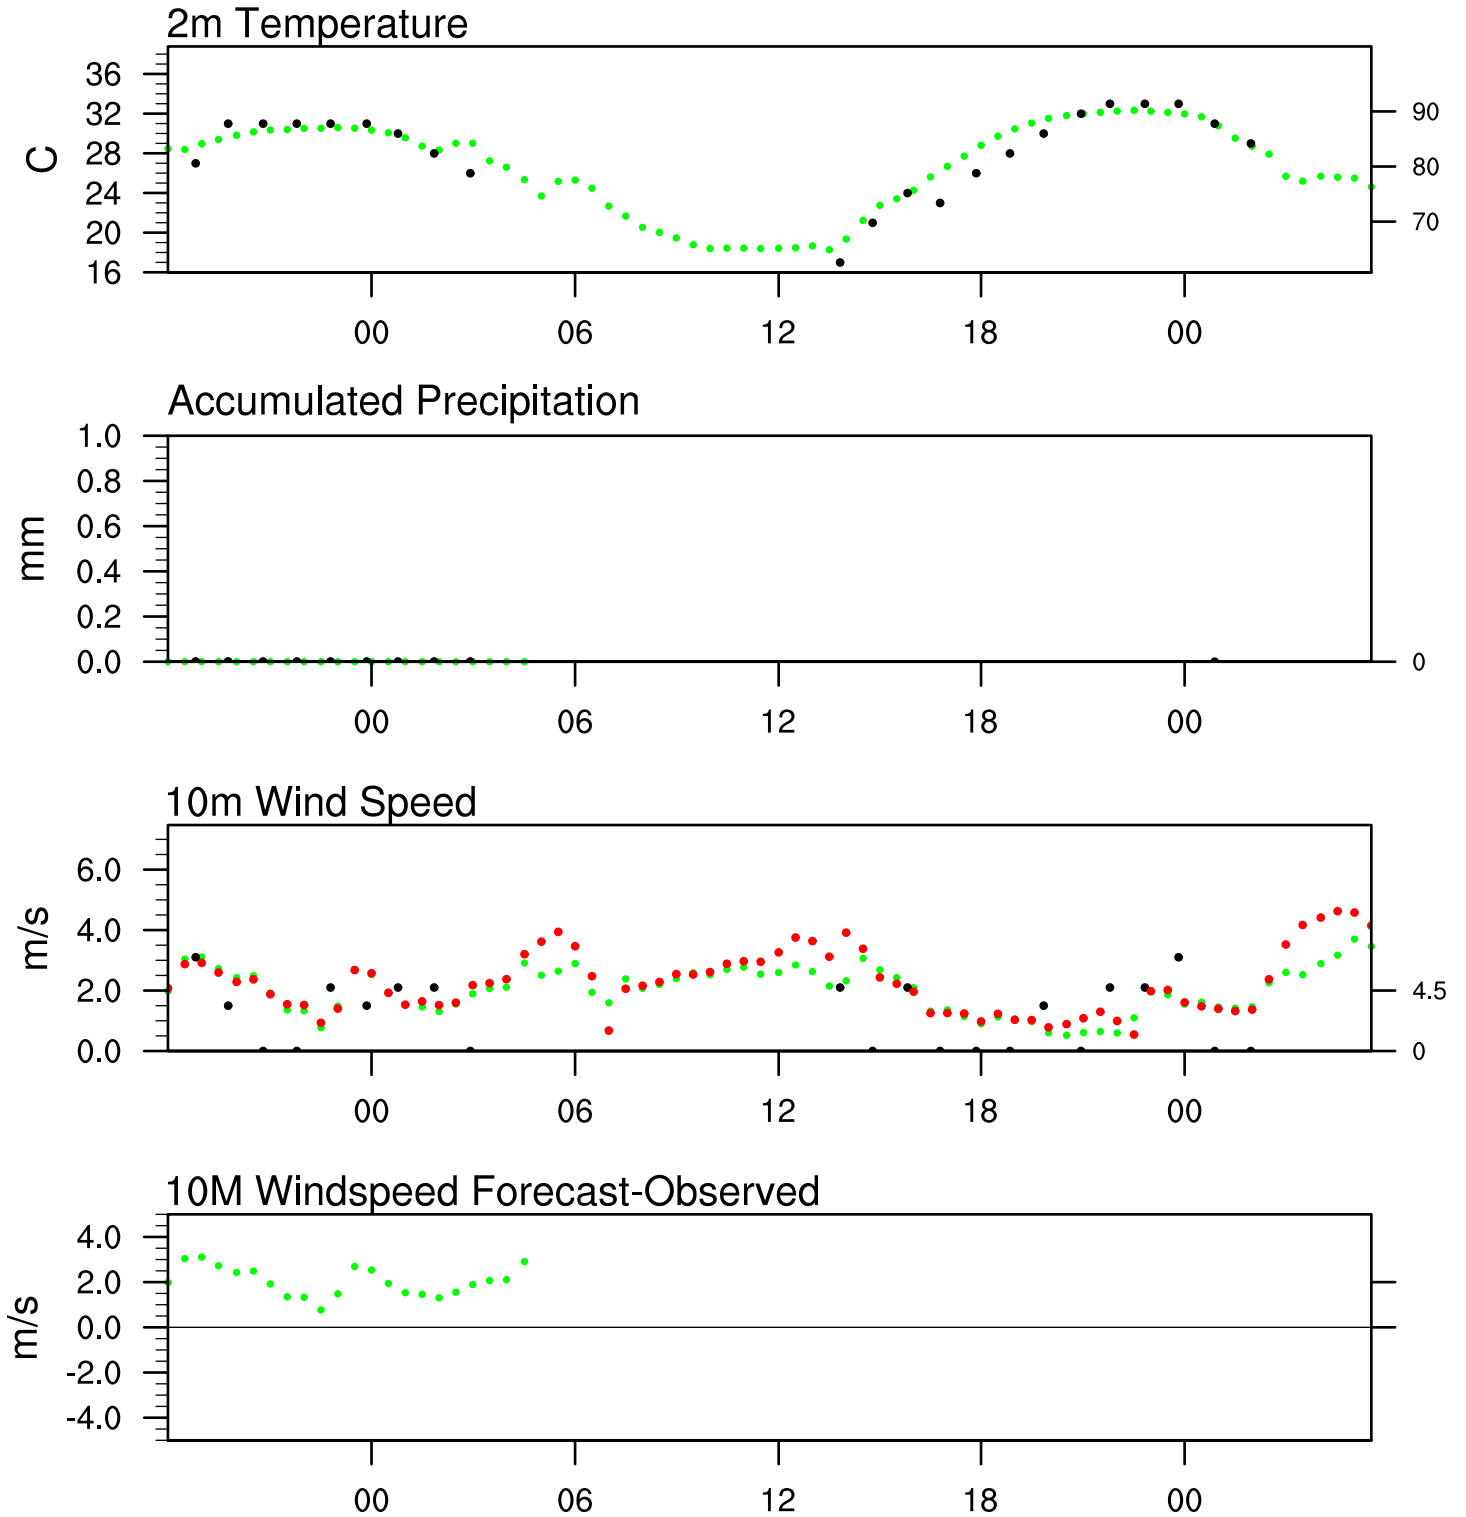 2m Temperature
C
36
32
28
24
20
16
90
80
70
00 06 12 18 00
Accumulated Precipitation
mm
1.0
0.8
0.6
0.4
0.2
0.0
0
00 06 12 18 00
10m Wind Speed
m/s
6.0
4.0
2.0
0.0
4.5
0
00 06 12 18 00
10M Windspeed Forecast-Observed
m/s
4.0
2.0
0.0
-2.0
-4.0
00 06 12 18 00